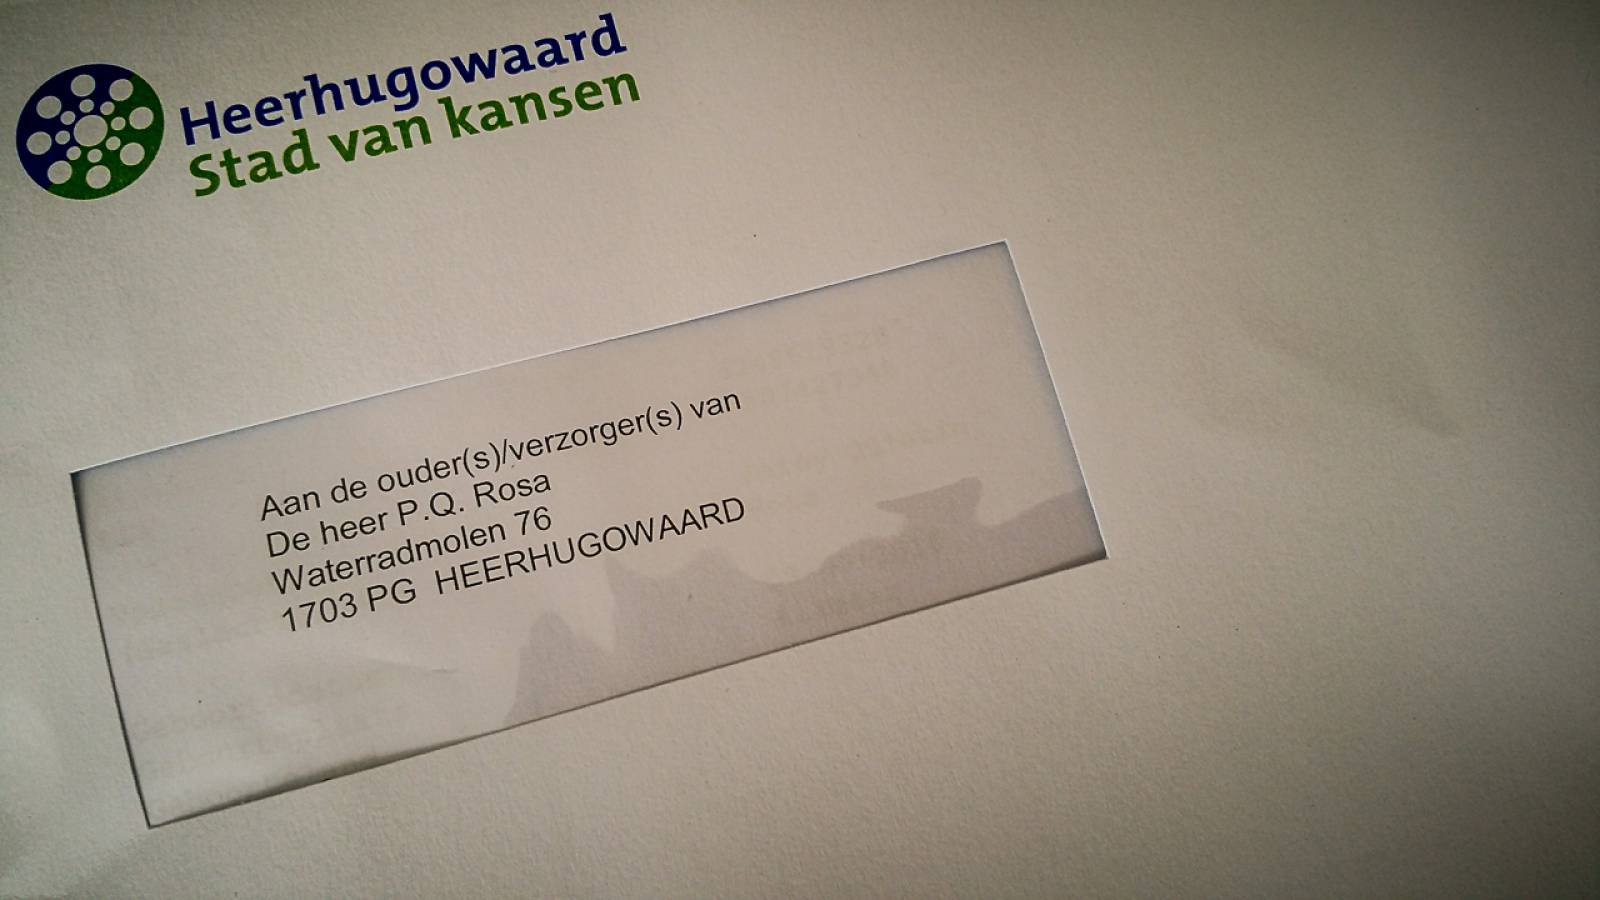 Heerhugowaard
Stad van kansen
Aan de ouder(s)/verzorger(s) van
De heer P.Q. Rosa
Waterradmolen 76
1703 PG  HEERHUGOWAARD